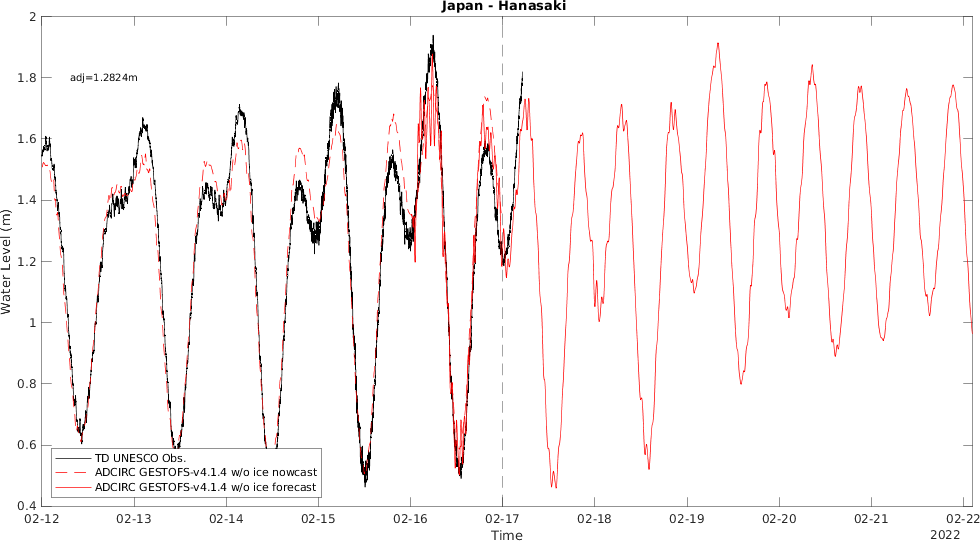 Japan - Hanasaki
2
1.8
1.6
1.4
1.2
1
0.8
0.6
0.4
Water Level (m)
adj=1.2824m
TD UNESCO Obs.
ADCIRC GESTOFS-v4.1.4 w/o ice nowcast
ADCIRC GESTOFS-v4.1.4 w/o ice forecast
02-12 02-13 02-14 02-15 02-16 02-17 02-18 02-19 02-20 02-21 02-22
Time
2022